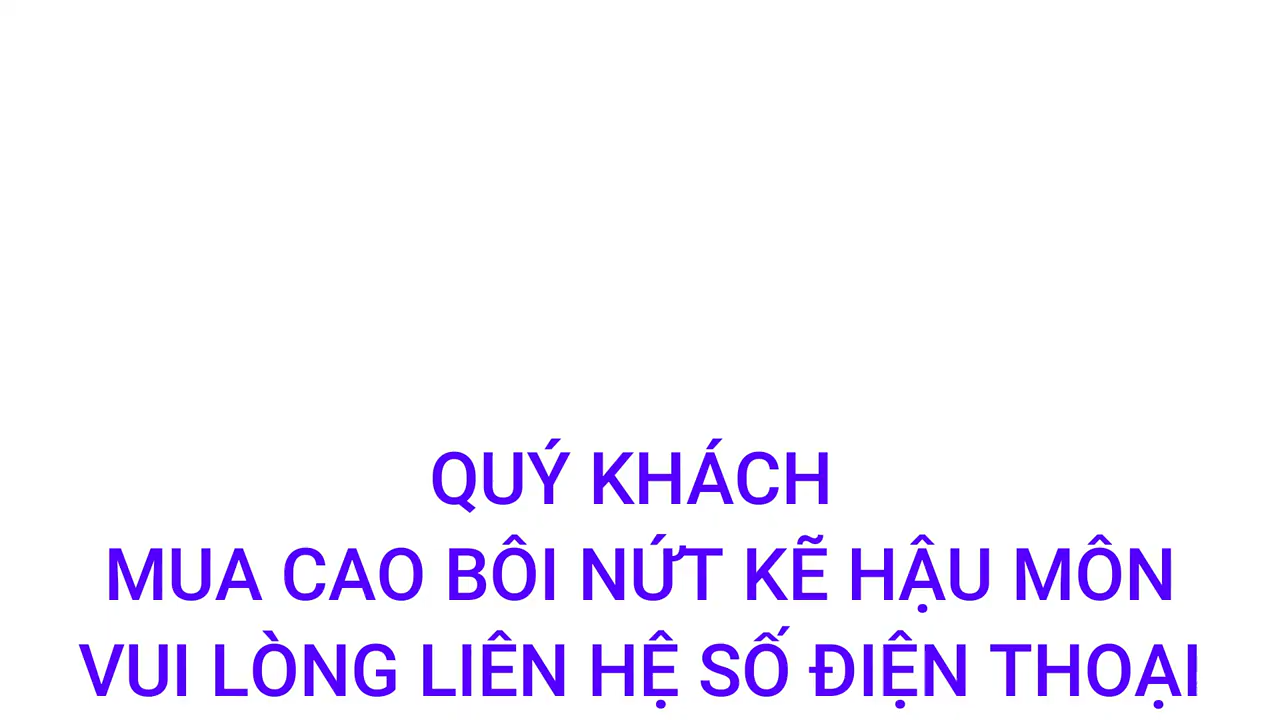 QUÝ KHÁCH
MUA CAO BÔI NỨT KẼ HẬU MÔN
VUI LÒNG LIÊN HỆ SỐ ĐIỆN THOẠI